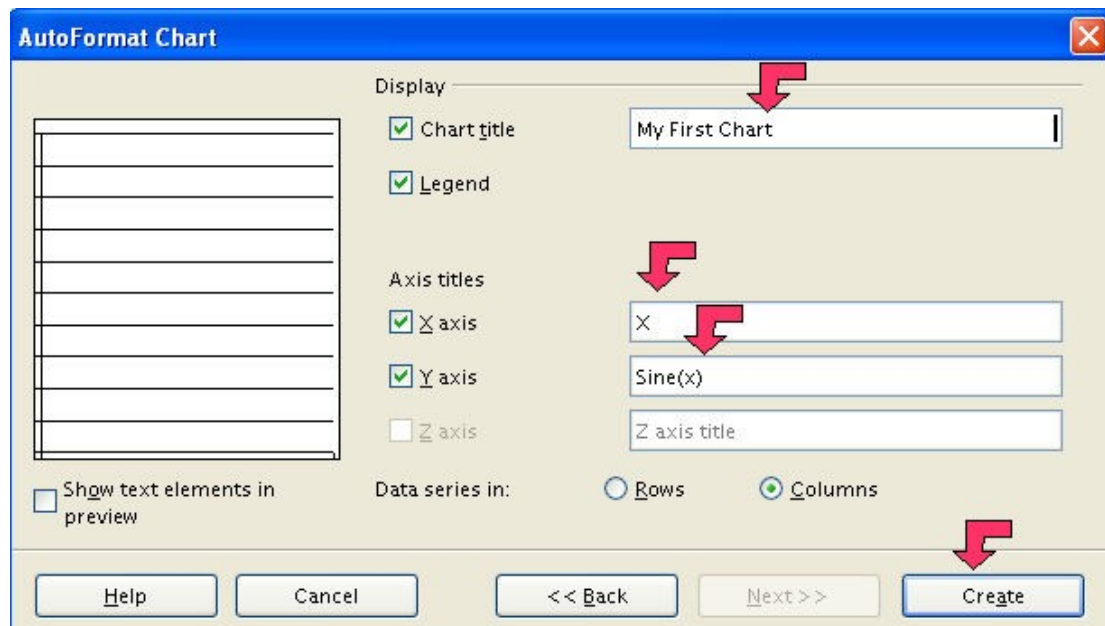 AutoFormat Chart
Display
Chart title
My First Chart
Legend
Axis titles
X axis
X
Y axis
Sine(x)
Z axis
Z axis title
Show text elements in
preview
Data series in:
Rows
Columns
Help
Cancel
<< Back
Next >>
Create